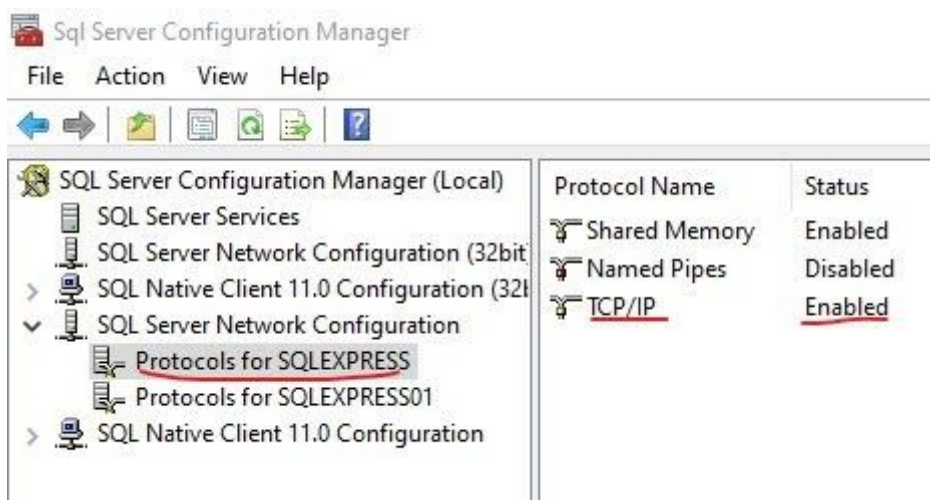 Sql Server Configuration Manager
File Action View Help
SQL Server Configuration Manager (Local)
SQL Server Services
SQL Server Network Configuration (32bit
SQL Native Client 11.0 Configuration (32b
SQL Server Network Configuration
Protocols for SQLEXPRESS
Protocols for SQLEXPRESS01
SQL Native Client 11.0 Configuration
Protocol Name Status
Shared Memory Enabled
Named Pipes Disabled
TCP/IP Enabled